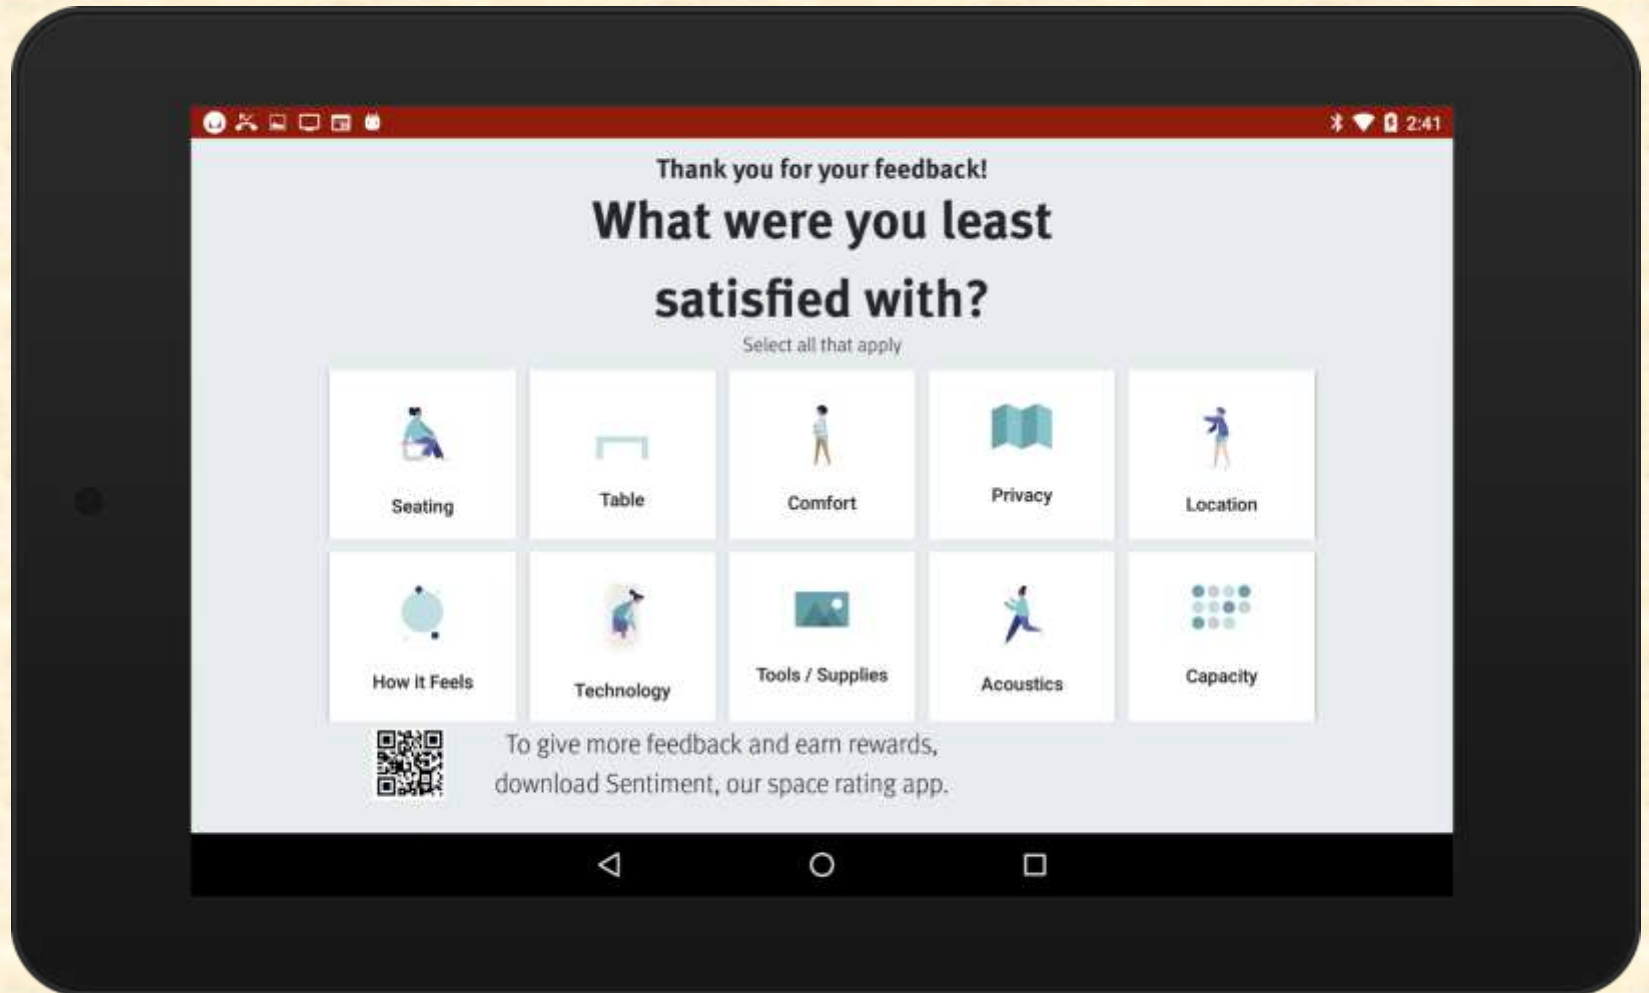 2:41
Thank you for your feedback!
What were you least
satisfied with?
Select all that apply
Seating
Table
Comfort
Privacy
Location
How it Feels
Technology
Tools / Supplies
Acoustics
Capacity
To give more feedback and earn rewards,
download Sentiment, our space rating app.